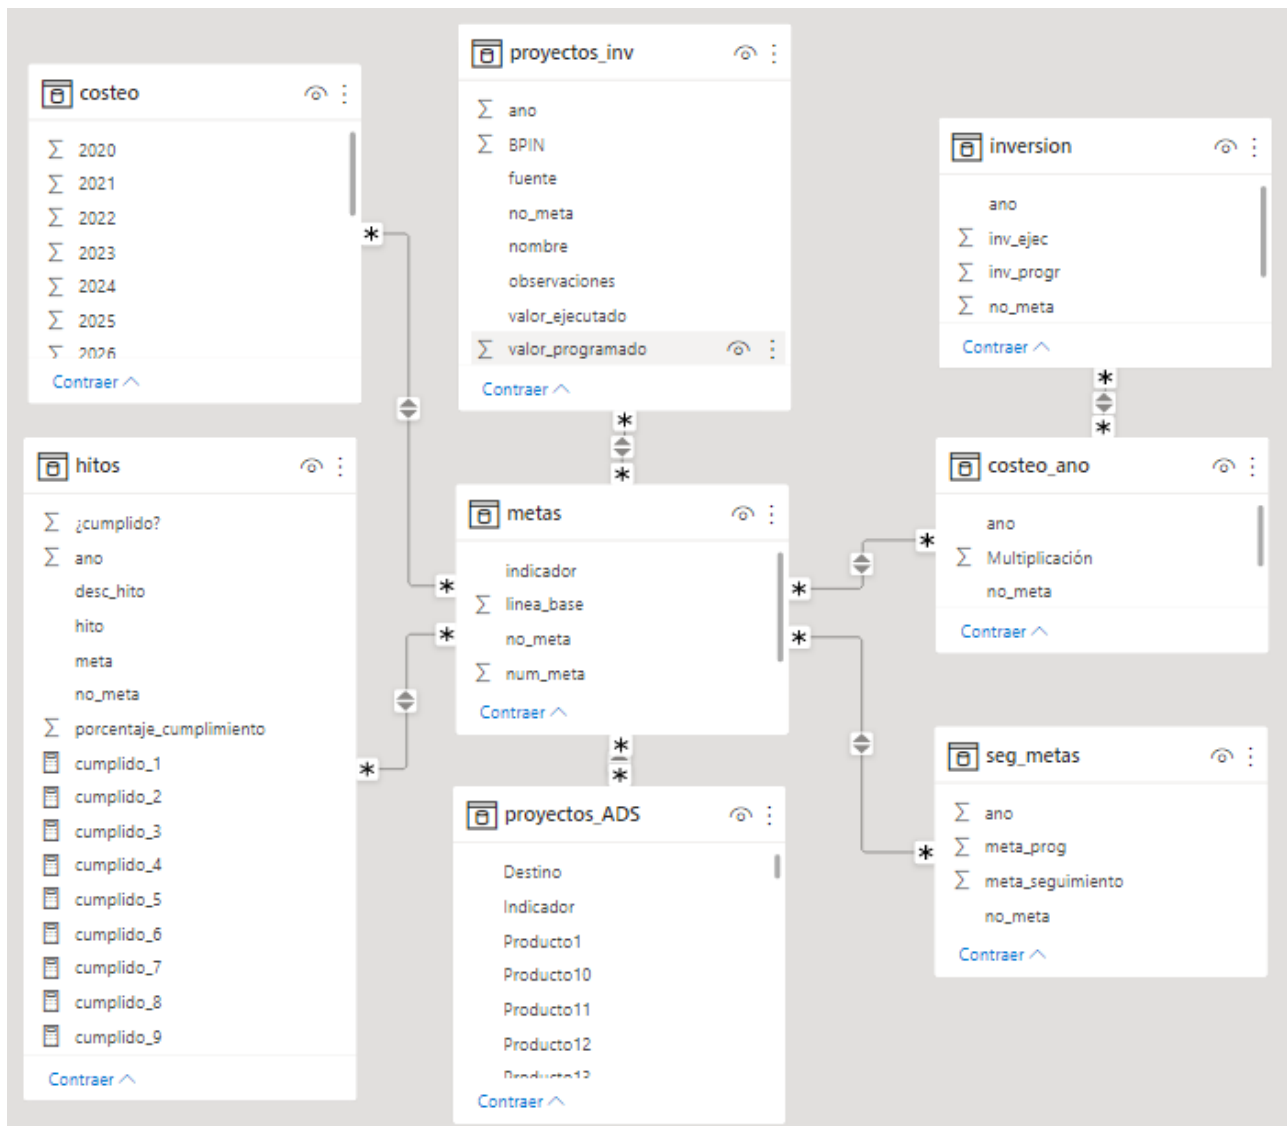 costeo
2020
2021
2022
2023
2024
2025
2026
Contraer
proyectos_inv
ano
BPIN
fuente
no_meta
nombre
observaciones
valor_ejecutado
valor_programado
Contraer
inversion
ano
inv_ejec
inv_progr
no_meta
Contraer
hitos
¿cumplido?
ano
desc_hito
hito
meta
no_meta
porcentaje_cumplimiento
cumplido_1
cumplido_2
cumplido_3
cumplido_4
cumplido_5
cumplido_6
cumplido_7
cumplido_8
cumplido_9
Contraer
metas
indicador
linea_base
no_meta
num_meta
Contraer
costeo_ano
ano
Multiplicación
no_meta
Contraer
proyectos_ADS
Destino
Indicador
Producto1
Producto10
Producto11
Producto12
Producto13
Contraer
seg_metas
ano
meta_prog
meta_seguimiento
no_meta
Contraer